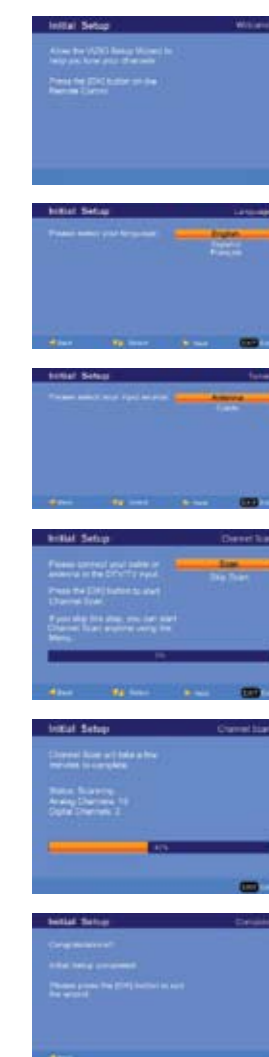 Initial Setup Welcome
Allow the VIZIO Setup Wizard to
help you tune your channels
Press the [OK] button on the
Remote Control
Initial Setup Language
Please select your language: English
Español
Français
Back Select Next EXIT
Initial Setup Tuner
Please select your input source: Antenna
Cable
Back Select Next EXIT
Initial Setup Channel Scan
Please connect your cable or Scan
antenna to the DTV/TV input. Skip Scan
Press the [OK] button to start
Channel Scan.
If you skip this step, you can start
Channel Scan anytime using the
Menu.
0%
Back Select Next EXIT
Initial Setup Channel Scan
Channel Scan will take a few
minutes to complete.
Status: Scanning
Analog Channels: 10
Digital Channels: 2
EXIT
Initial Setup
Congratulations!!
Initial Setup completed
Please press the [OK] button to exit
the wizard